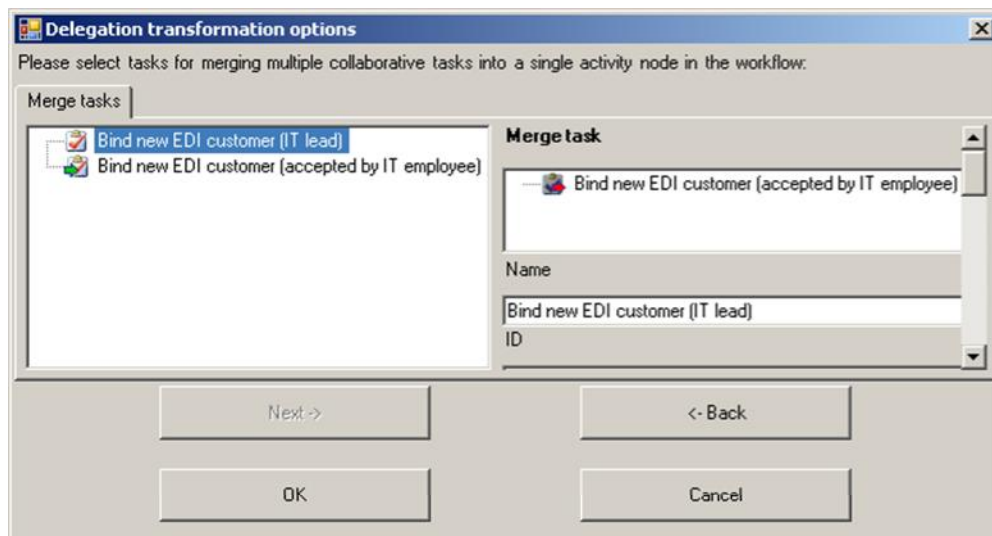 Delegation transformation options
Please select tasks for merging multiple collaborative tasks into a single activity node in the workflow:
Merge tasks
Bind new EDI customer (IT lead)
Bind new EDI customer (accepted by IT employee)
Merge task
Bind new EDI customer (accepted by IT employee)
Name
Bind new EDI customer (IT lead)
ID
Next ->
<- Back
OK
Cancel